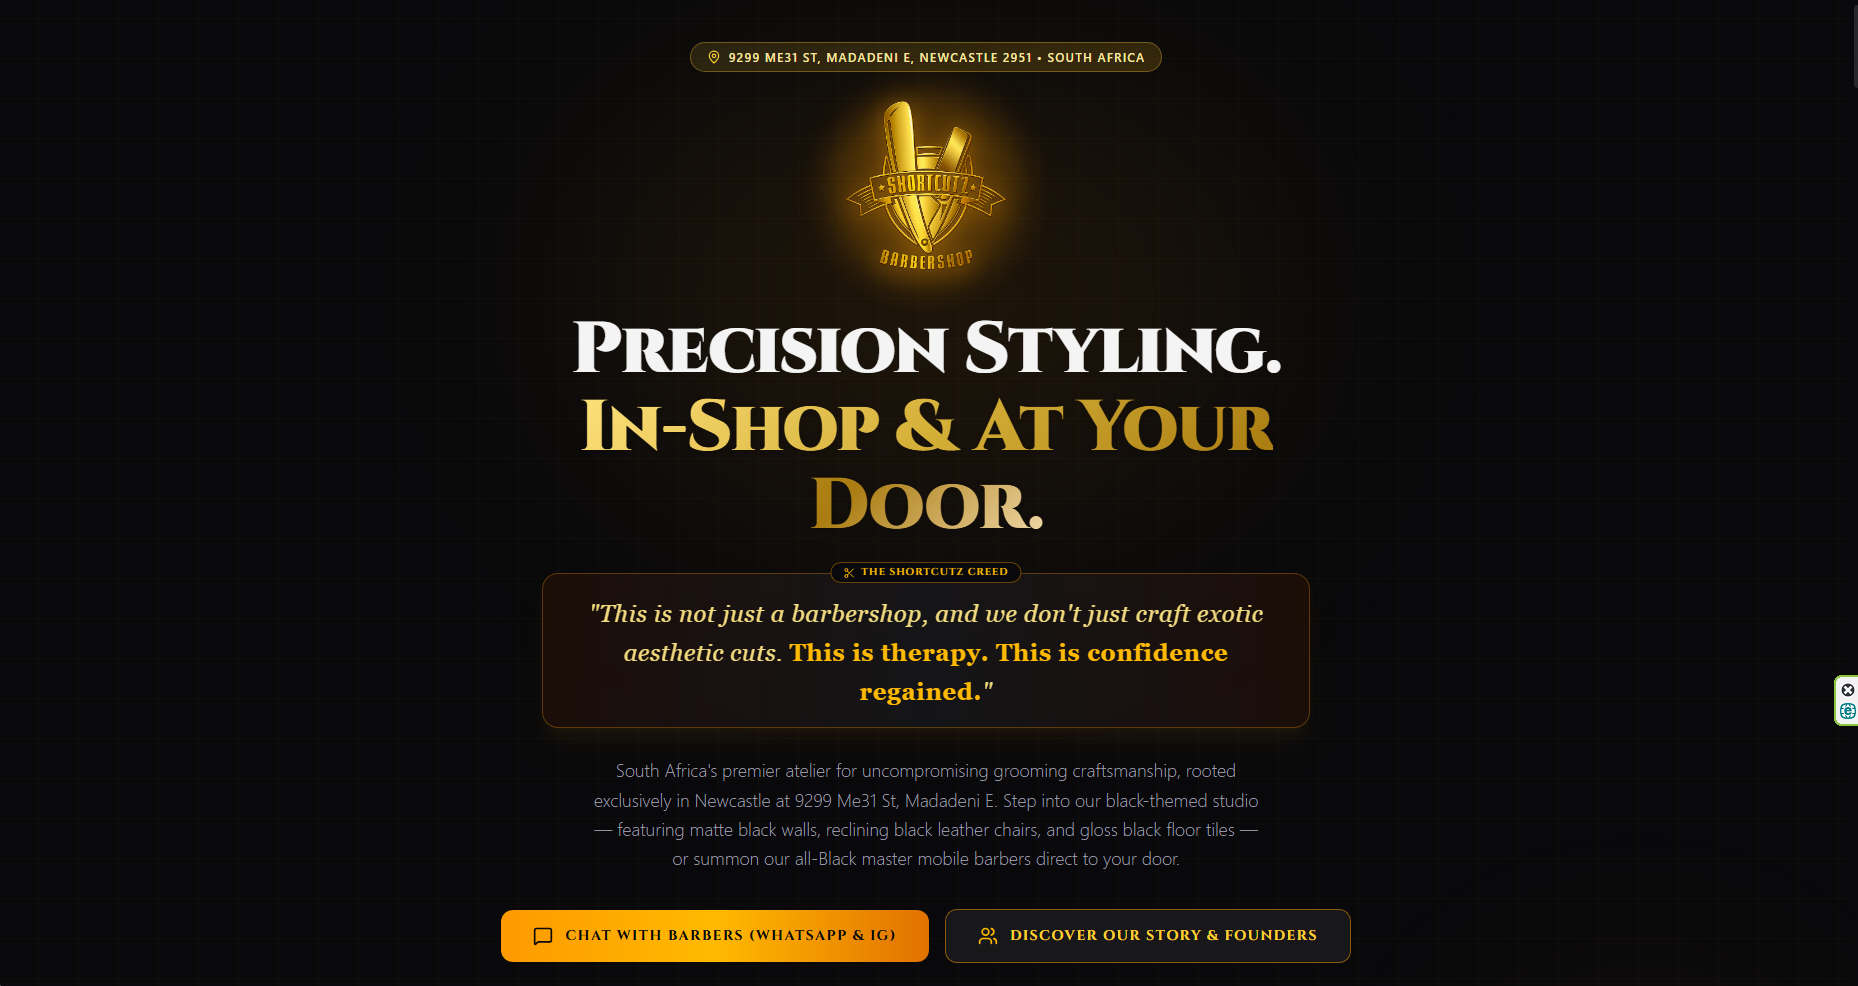 9299 ME31 ST, MADADENI E, NEWCASTLE 2951 • SOUTH AFRICA
SHORTCUTZ
BARBERSHOP
Precision Styling.
In-Shop & At Your
Door.
THE SHORTCUTZ CREED
"This is not just a barbershop, and we don't just craft exotic
aesthetic cuts. This is therapy. This is confidence
regained."
South Africa's premier atelier for uncompromising grooming craftsmanship, rooted
exclusively in Newcastle at 9299 Me31 St, Madadeni E. Step into our black-themed studio
— featuring matte black walls, reclining black leather chairs, and gloss black floor tiles —
or summon our all-Black master mobile barbers direct to your door.
CHAT WITH BARBERS (WHATSAPP & IG)
DISCOVER OUR STORY & FOUNDERS